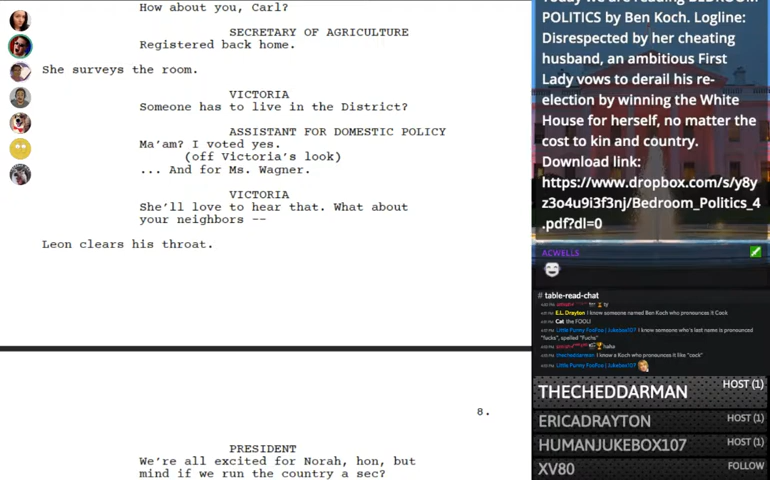 How about you, Carl?
SECRETARY OF AGRICULTURE
Registered back home.
She surveys the room.
VICTORIA
Someone has to live in the District?
ASSISTANT FOR DOMESTIC POLICY
Ma'am? I voted yes.
(off Victoria's look)
... And for Ms. Wagner.
VICTORIA
She'll love to hear that. What about
your neighbors --
Leon clears his throat.
8.
PRESIDENT
We're all excited for Norah, hon, but
mind if we run the country a sec?
Today we are reading BEDROOM
POLITICS by Ben Koch. Logline:
Disrespected by her cheating
husband, an ambitious First
Lady vows to derail his re-
election by winning the White
House for herself, no matter the
cost to kin and country.
Download link:
https://www.dropbox.com/s/y8y
z3o4u9i3f3nj/Bedroom_Politics_4
.pdf?dl=0
ACWELLS
# table-read-chat
E.L. Drayton I know someone named Ben Koch who pronounces it Cock
Cat the FOOL!
Little Funny FooFoo | Jukebox107 I know someone who's last name is pronounced
"fucks", spelled "Fuchs"
haha
thecheddarman I know a Koch who pronounces it like "cock"
Little Funny FooFoo | Jukebox107
THECHEDDARMAN HOST (1)
ERICADRAYTON HOST (1)
HUMANJUKEBOX107 HOST (1)
XV80 FOLLOW